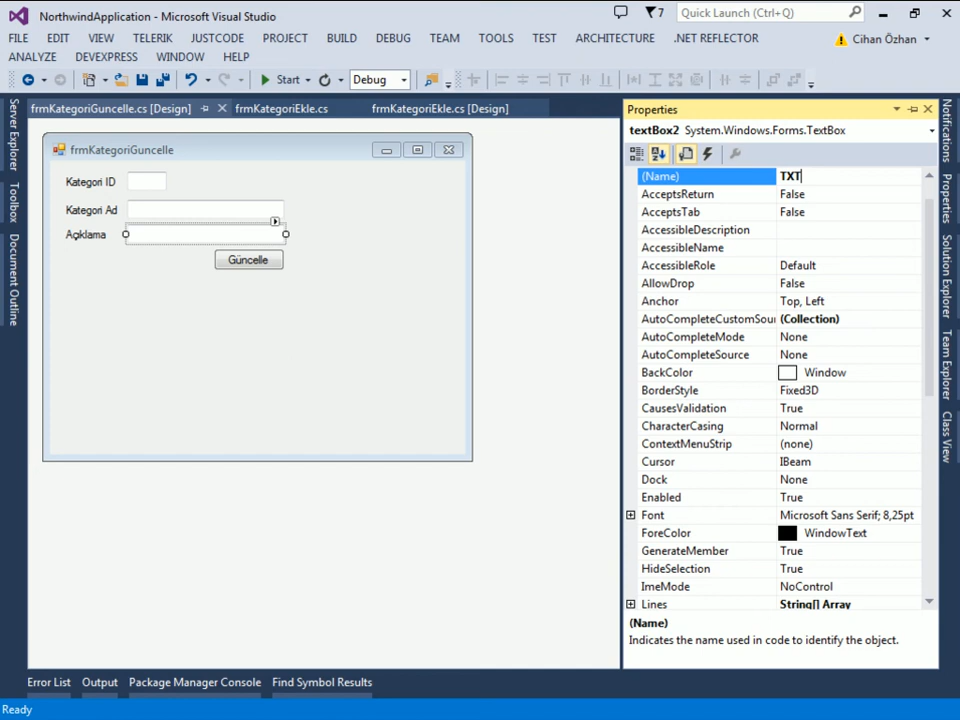 NorthwindApplication - Microsoft Visual Studio
7
Quick Launch (Ctrl+Q)
FILE EDIT VIEW TELERIK JUSTCODE PROJECT BUILD DEBUG TEAM TOOLS TEST ARCHITECTURE .NET REFLECTOR
Cihan Özhan
ANALYZE DEVEXPRESS WINDOW HELP
Start
Debug
frmKategoriGuncelle.cs [Design]
frmKategoriEkle.cs
frmKategoriEkle.cs [Design]
Server Explorer
Toolbox
Document Outline
frmKategoriGuncelle
Kategori ID
Kategori Ad
Açıklama
Güncelle
Properties
textBox2 System.Windows.Forms.TextBox
(Name) TXT
AcceptsReturn False
AcceptsTab False
AccessibleDescription
AccessibleName
AccessibleRole Default
AllowDrop False
Anchor Top, Left
AutoCompleteCustomSour (Collection)
AutoCompleteMode None
AutoCompleteSource None
BackColor Window
BorderStyle Fixed3D
CausesValidation True
CharacterCasing Normal
ContextMenuStrip (none)
Cursor IBeam
Dock None
Enabled True
Font Microsoft Sans Serif; 8,25pt
ForeColor WindowText
GenerateMember True
HideSelection True
ImeMode NoControl
Lines String[] Array
(Name)
Indicates the name used in code to identify the object.
Notifications
Properties
Solution Explorer
Team Explorer
Class View
Error List Output Package Manager Console Find Symbol Results
Ready